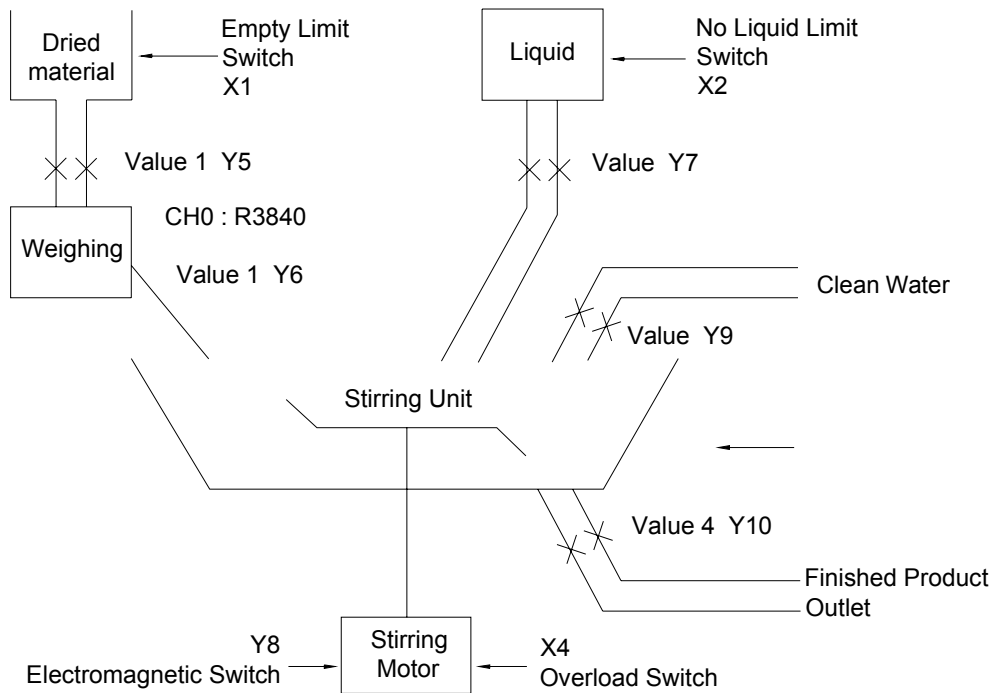 Dried
material
Empty Limit
Switch
X1
Liquid
No Liquid Limit
Switch
X2
Value 1 Y5
Value Y7
CH0 : R3840
Weighing
Value 1 Y6
Clean Water
Value Y9
Stirring Unit
Value 4 Y10
Finished Product
Outlet
Y8
Electromagnetic Switch
Stirring
Motor
X4
Overload Switch